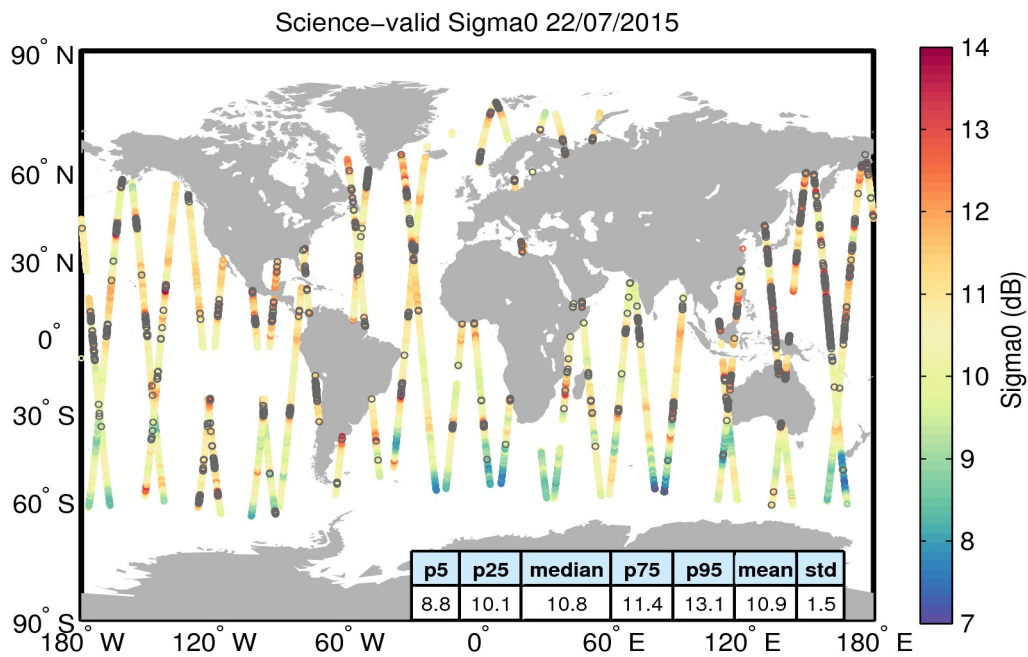 Science−valid Sigma0 22/07/2015
90° N
60° N
30° N
0°
30° S
60° S
90° S
180° W
120° W
60° W
0°
60° E
120° E
180° E
p5 p25 median p75 p95 mean std
8.8 10.1 10.8 11.4 13.1 10.9 1.5
14
13
12
11
10
9
8
7
Sigma0 (dB)